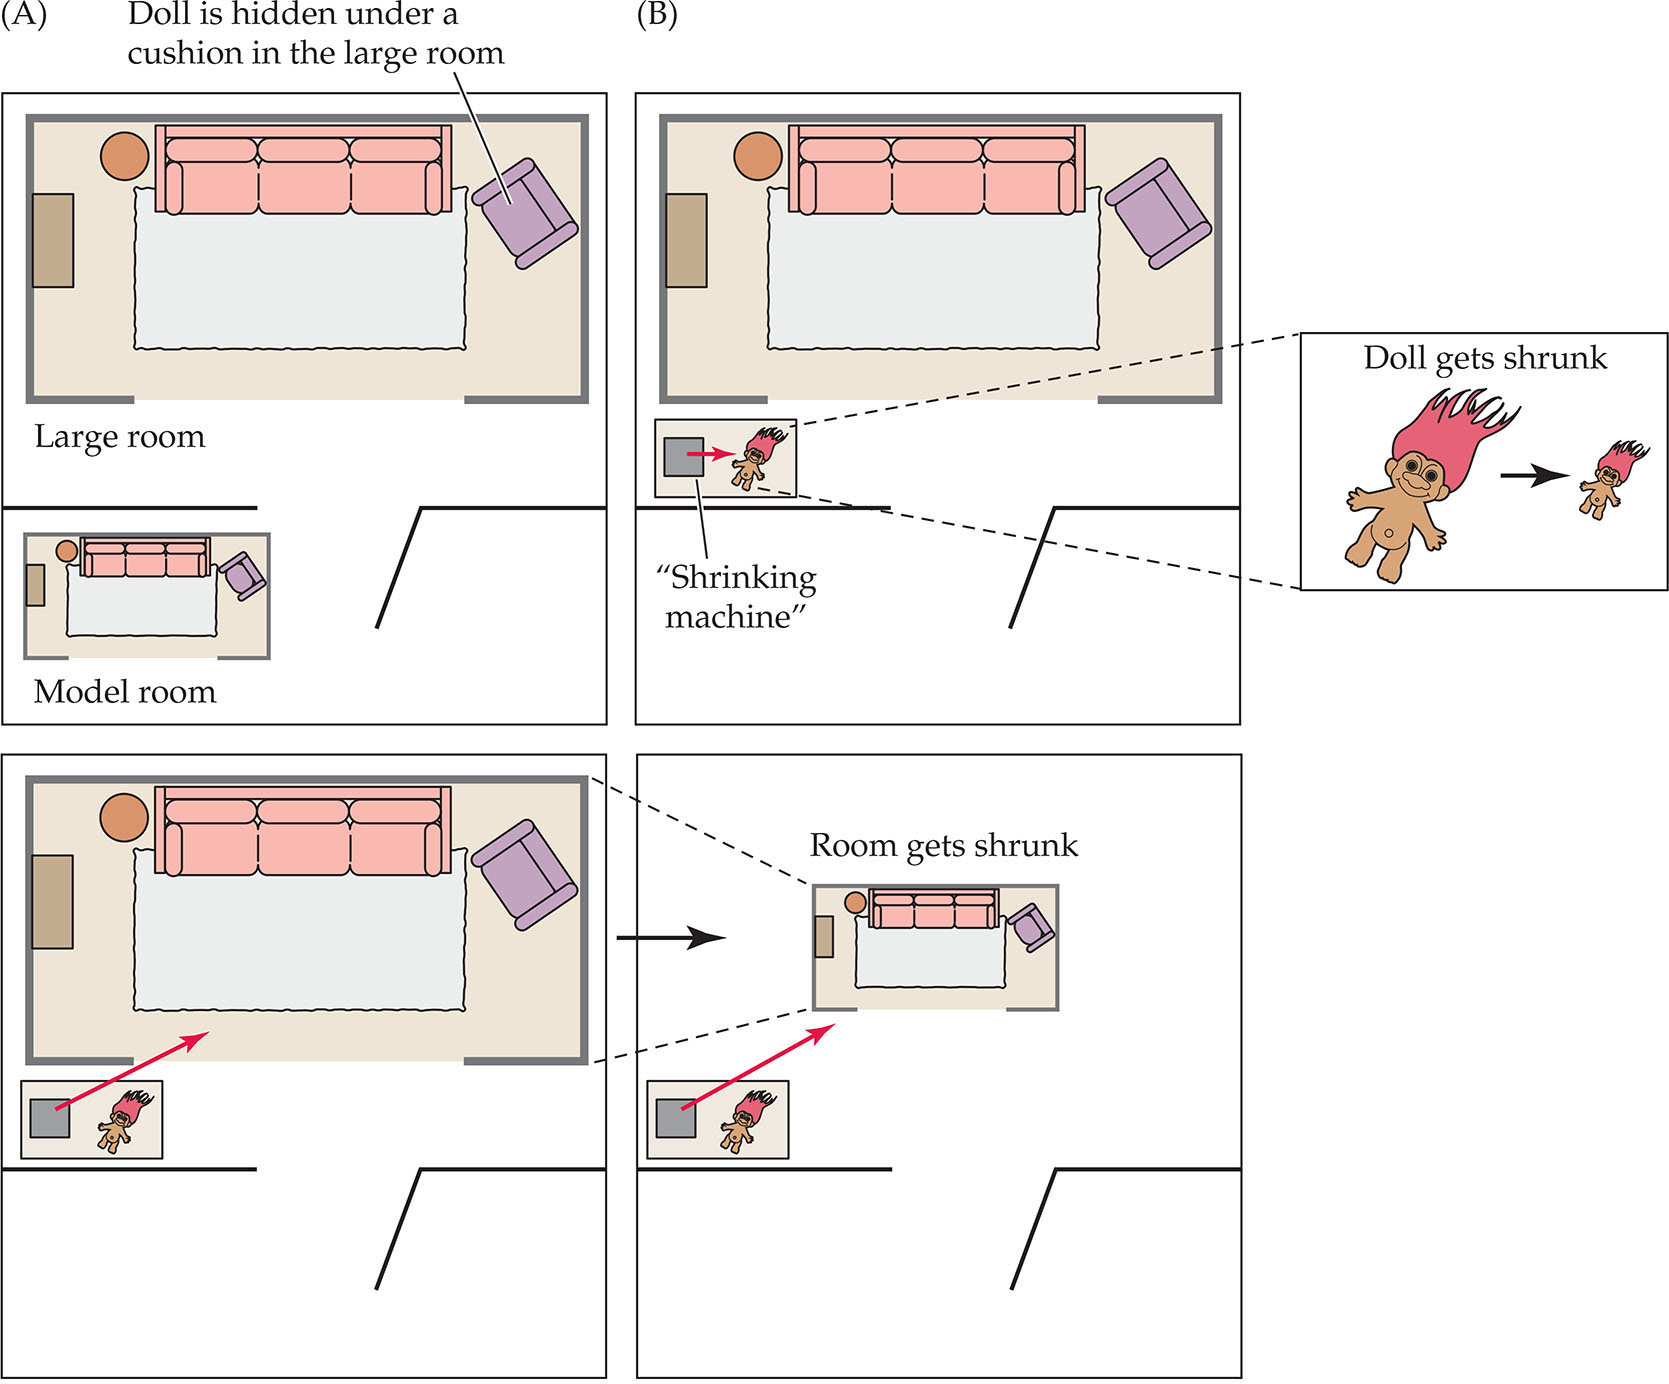 (A)
Doll is hidden under a
cushion in the large room
(B)
Large room
Model room
“Shrinking
machine”
Doll gets shrunk
Room gets shrunk